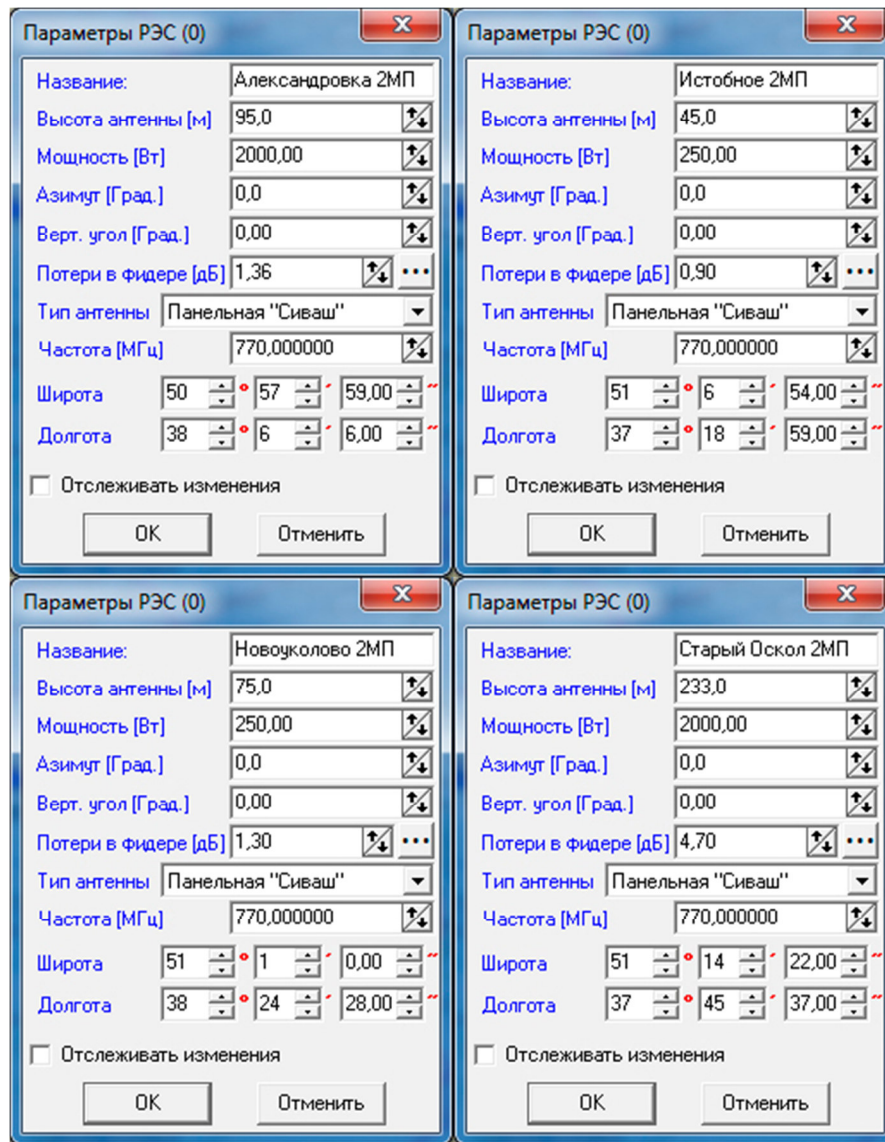 Параметры РЭС (0)
Название: Александровка 2МП
Высота антенны [м] 95,0
Мощность [Вт] 2000,00
Азимут [Град.] 0,0
Верт. угол [Град.] 0,00
Потери в фидере [дБ] 1,36 ...
Тип антенны Панельная "Сиваш"
Частота [МГц] 770,000000
Широта 50 ° 57 ´ 59,00 ˝
Долгота 38 ° 6 ´ 6,00 ˝
Отслеживать изменения
OK Отменить
Параметры РЭС (0)
Название: Истобное 2МП
Высота антенны [м] 45,0
Мощность [Вт] 250,00
Азимут [Град.] 0,0
Верт. угол [Град.] 0,00
Потери в фидере [дБ] 0,90 ...
Тип антенны Панельная "Сиваш"
Частота [МГц] 770,000000
Широта 51 ° 6 ´ 54,00 ˝
Долгота 37 ° 18 ´ 59,00 ˝
Отслеживать изменения
OK Отменить
Параметры РЭС (0)
Название: Новоуколово 2МП
Высота антенны [м] 75,0
Мощность [Вт] 250,00
Азимут [Град.] 0,0
Верт. угол [Град.] 0,00
Потери в фидере [дБ] 1,30 ...
Тип антенны Панельная "Сиваш"
Частота [МГц] 770,000000
Широта 51 ° 1 ´ 0,00 ˝
Долгота 38 ° 24 ´ 28,00 ˝
Отслеживать изменения
OK Отменить
Параметры РЭС (0)
Название: Старый Оскол 2МП
Высота антенны [м] 233,0
Мощность [Вт] 2000,00
Азимут [Град.] 0,0
Верт. угол [Град.] 0,00
Потери в фидере [дБ] 4,70 ...
Тип антенны Панельная "Сиваш"
Частота [МГц] 770,000000
Широта 51 ° 14 ´ 22,00 ˝
Долгота 37 ° 45 ´ 37,00 ˝
Отслеживать изменения
OK Отменить